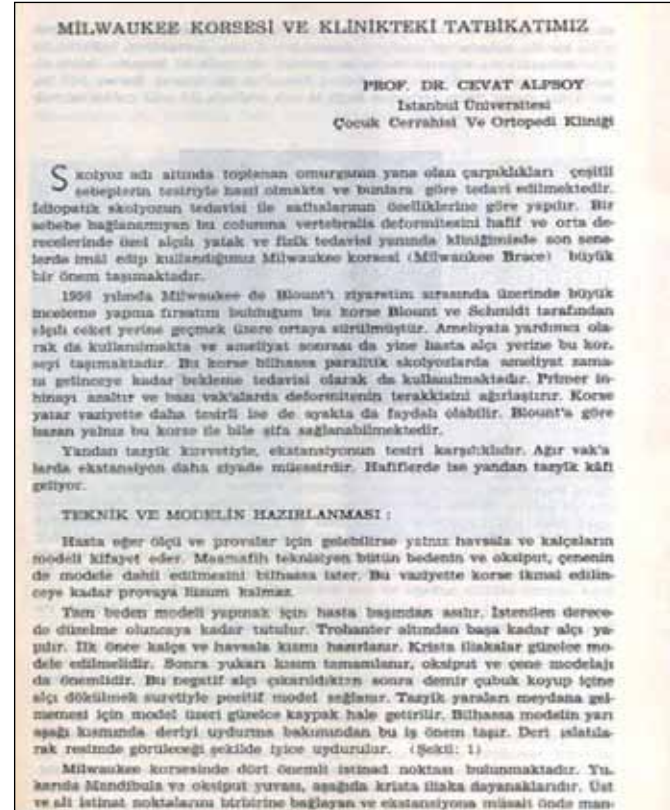 MİLWAUKEE KORSESİ VE KLİNİKTEKİ TATBİKATIMIZ
PROF. DR. CEVAT ALPSOY
İstanbul Üniversitesi
Çocuk Cerrahisi Ve Ortopedi Kliniği
Skolyoz adı altında toplanan omurganın yana olan çarpıklıkları çeşitli
sebeplerin tesiriyle hasıl olmakta ve bunlara göre tedavi edilmektedir.
İdiopatik skolyozun tedavisi ile safhalarının özelliklerine göre yapılır. Bir
sebebe bağlanamıyan bu columna vertebralis deformitesini hafif ve orta de-
recelerinde özel alçılı yatak ve fizik tedavisi yanında kliniğimizde son sene-
lerde imâl edip kullandığımız Milwaukee korsesi (Milwaukee Brace) büyük
bir önem taşımaktadır.
yılında Milwaukee de Blount'ı ziyaretim sırasında üzerinde büyük
inceleme yapma fırsatını bulduğum bu korse Blount ve Schmidt tarafından
alçılı ceket yerine geçmek üzere ortaya sürülmüştür. Ameliyata yardımcı ola-
rak da kullanılmakta ve ameliyat sonrası da yine hasta alçı yerine bu kor.
seyi taşımaktadır. Bu korse bilhassa paralitik skolyozlarda ameliyat zama-
nı gelinceye kadar bekleme tedavisi olarak da kullanılmaktadır. Primer in-
hinayı azaltır ve bazı vak'alarda deformitenin terakkisini ağırlaştırır. Korse
yatar vaziyette daha tesirli ise de ayakta da faydalı olabilir. Blount'a göre
bazan yalnız bu korse ile bile şifa sağlanabilmektedir.
Yandan tazyik kuvvetiyle, ekstansiyonun tesiri karşılıklıdır. Ağır vak'a
larda ekstansiyon daha ziyade müessirdir. Hafiflerde ise yandan tazyik kâfi
geliyor.
TEKNİK VE MODELİN HAZIRLANMASI :
Hasta eğer ölçü ve provalar için gelebilirse yalnız havsala ve kalçaların
modeli kifayet eder. Maamafih teknisiyen bütün bedenin ve oksiput, çenenin
de modele dahil edilmesini bilhassa ister. Bu vaziyette korse ikmal edilin-
ceye kadar provaya lüzum kalmaz.
Tam beden modeli yapmak için hasta başından asılır. İstenilen derece-
de düzelme oluncaya kadar tutulur. Trohanter altından başa kadar alçı ya-
pılır. İlk önce kalça ve havsala kısmı hazırlanır. Krista iliakalar güzelce mo-
dele edilmelidir. Sonra yukarı kısım tamamlanır, oksiput ve çene modelajı
da önemlidir. Bu negatif alçı çıkarıldıktan sonra demir çubuk koyup içine
alçı dökülmek suretiyle pozitif model sağlanır. Tazyik yaraları meydana gel-
memesi için model üzeri güzelce kaypak hale getirilir. Bilhassa modelin yarı
aşağı kısmında deriyi uydurma bakımından bu iş önem taşır. Deri ıslatıla-
rak resimde görüleceği şekilde iyice uydurulur. (Şekil: 1)
Milwaukee korsesinde dört önemli istinad noktası bulunmaktadır. Yu-
karıda Mandibula ve oksiput yuvası, aşağıda krista iliaka dayanaklarıdır. Üst
ve alt istinat noktalarını birbirine bağlayan ve ekstansiyona müsait önde man-